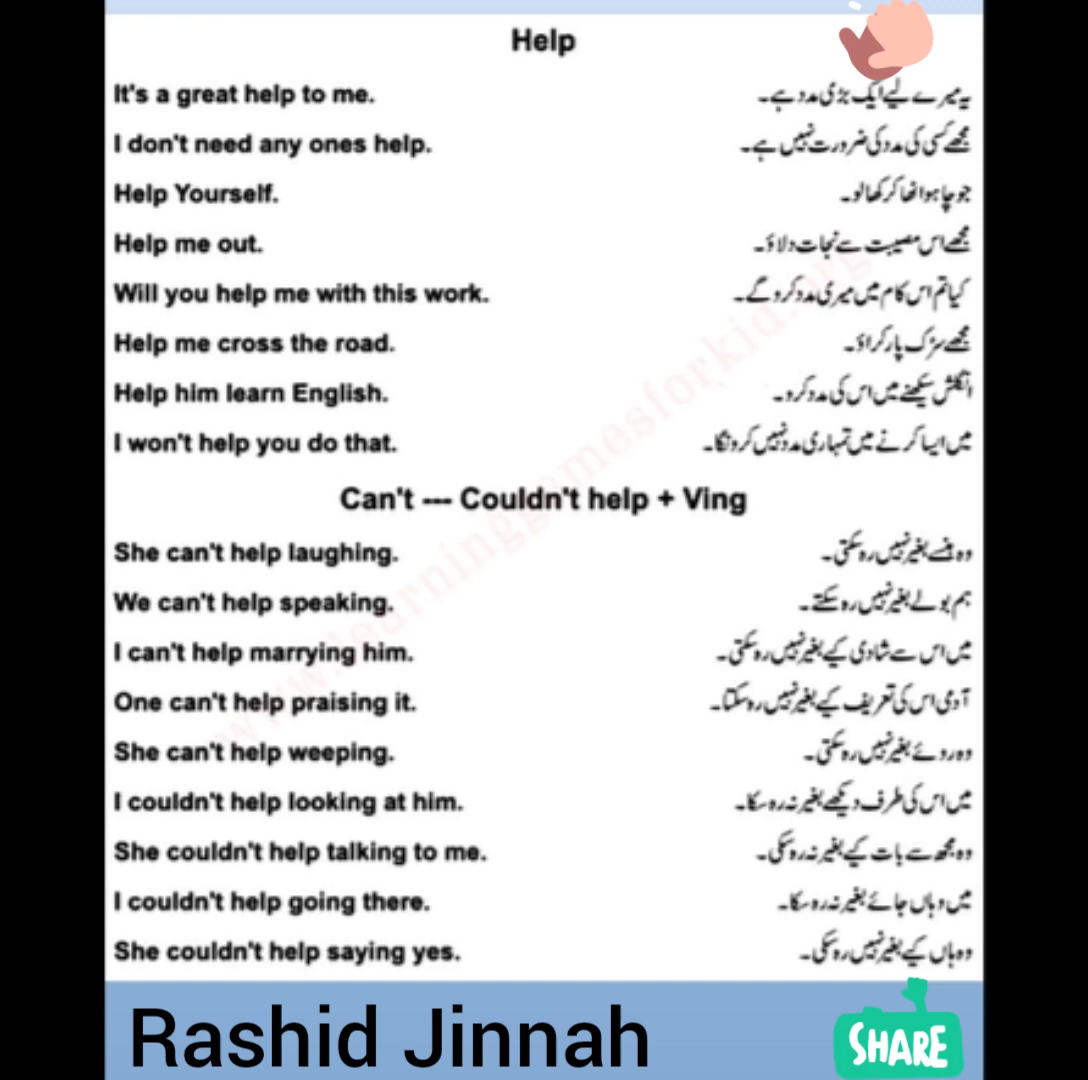 Help
It's a great help to me. یہ میرے لیے ایک بڑی مدد ہے۔
I don't need any ones help. مجھے کسی کی مدد کی ضرورت نہیں ہے۔
Help Yourself. جو چاہو اٹھا کر کھا لو۔
Help me out. مجھے اس مصیبت سے نجات دلاؤ۔
Will you help me with this work. کیا تم اس کام میں میری مدد کرو گے۔
Help me cross the road. مجھے سڑک پار کراؤ۔
Help him learn English. انگلش سیکھنے میں اس کی مدد کرو۔
I won't help you do that. میں ایسا کرنے میں تمہاری مدد نہیں کرونگا۔
Can't --- Couldn't help + Ving
She can't help laughing. وہ ہنسے بغیر نہیں رہ سکتی۔
We can't help speaking. ہم بولے بغیر نہیں رہ سکتے۔
I can't help marrying him. میں اس سے شادی کے بغیر نہیں رہ سکتی۔
One can't help praising it. آدمی اس کی تعریف کیے بغیر نہیں رہ سکتا۔
She can't help weeping. وہ روئے بغیر نہیں رہ سکتی۔
I couldn't help looking at him. میں اس کی طرف دیکھے بغیر نہ رہ سکا۔
She couldn't help talking to me. وہ مجھ سے بات کیے بغیر نہ رہ سکی۔
I couldn't help going there. میں وہاں جائے بغیر نہ رہ سکا۔
She couldn't help saying yes. وہ ہاں کیے بغیر نہیں رہ سکی۔
www.learninggamesforkid.org
Rashid Jinnah
SHARE